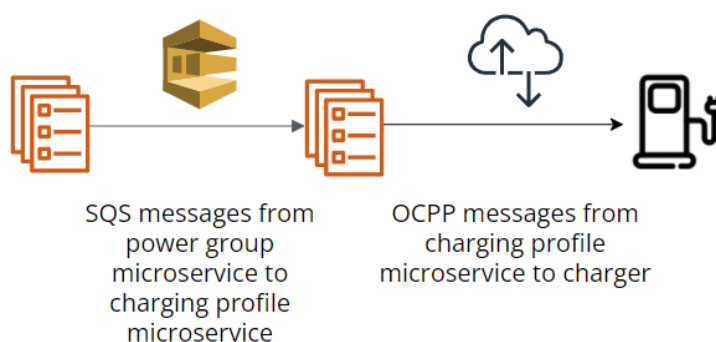 SQS messages from
power group
microservice to
charging profile
microservice
OCPP messages from
charging profile
microservice to charger